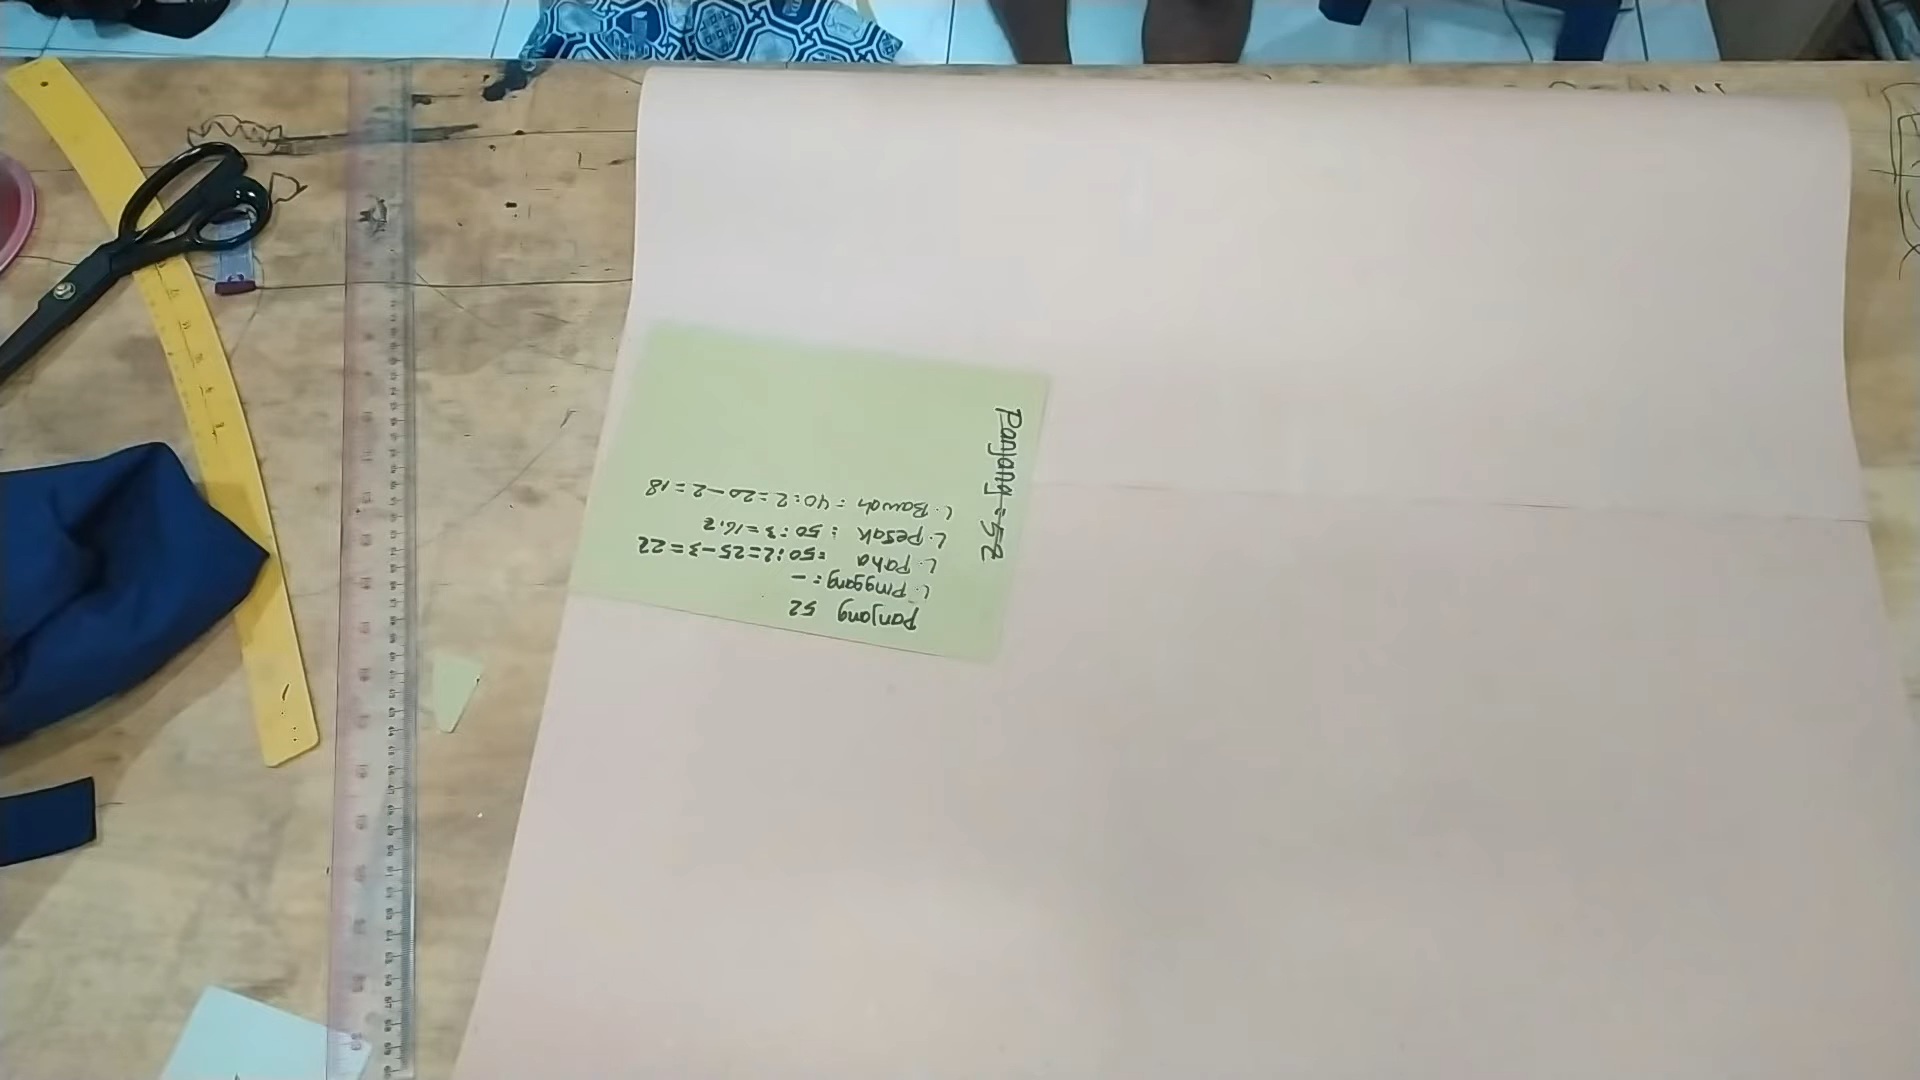 Panjang = 52
Panjang 52
L. Pinggang : -
L. Paha = 50 : 2 = 25 - 3 = 22
L. Pesak : 50 : 3 = 16,2
L. Bawah = 40 : 2 = 20 - 2 = 18